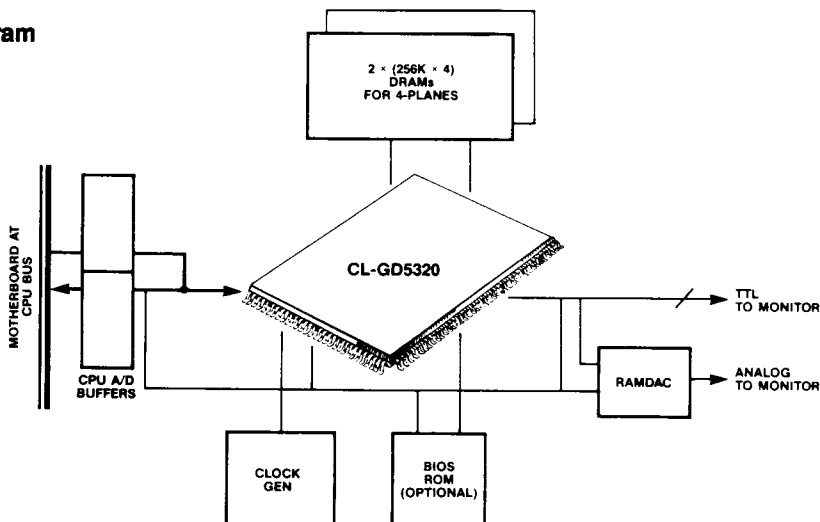 ram
2 × (256K × 4)
DRAMs
FOR 4-PLANES
MOTHERBOARD AT
CPU BUS
CL-GD5320
CPU A/D
BUFFERS
TTL
TO MONITOR
RAMDAC
ANALOG
TO MONITOR
CLOCK
GEN
BIOS
ROM
(OPTIONAL)